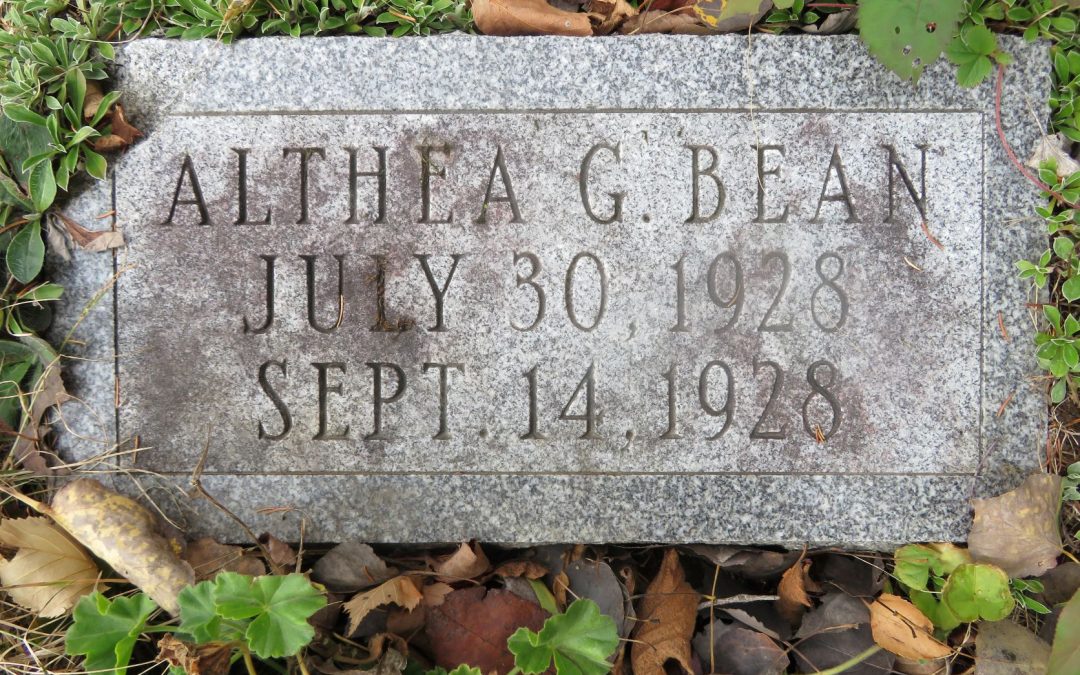 ALTHEA G. BEAN
JULY 30, 1928
SEPT. 14, 1928